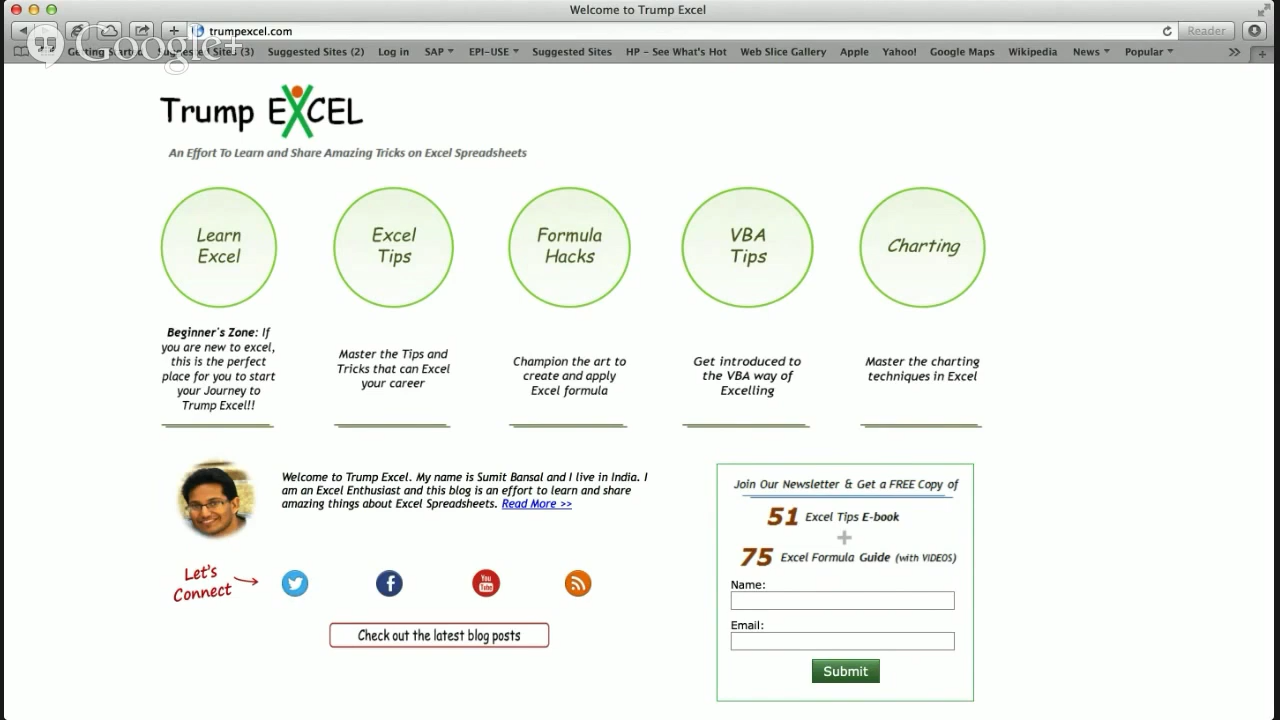 Welcome to Trump Excel
trumpexcel.com
Reader
Google+
Suggested Sites (3)
Suggested Sites (2)
Log in
SAP
EPI-USE
Suggested Sites
HP - See What's Hot
Web Slice Gallery
Apple
Yahoo!
Google Maps
Wikipedia
News
Popular
Trump EXCEL
An Effort To Learn and Share Amazing Tricks on Excel Spreadsheets
Learn
Excel
Excel
Tips
Formula
Hacks
VBA
Tips
Charting
Beginner's Zone: If
you are new to excel,
this is the perfect
place for you to start
your Journey to
Trump Excel!!
Master the Tips and
Tricks that can Excel
your career
Champion the art to
create and apply
Excel formula
Get introduced to
the VBA way of
Excelling
Master the charting
techniques in Excel
Welcome to Trump Excel. My name is Sumit Bansal and I live in India. I
am an Excel Enthusiast and this blog is an effort to learn and share
amazing things about Excel Spreadsheets. Read More >>
Let's
Connect
You
Tube
Check out the latest blog posts
Join Our Newsletter & Get a FREE Copy of
51 Excel Tips E-book
+
75 Excel Formula Guide (with VIDEOS)
Name:
Email:
Submit